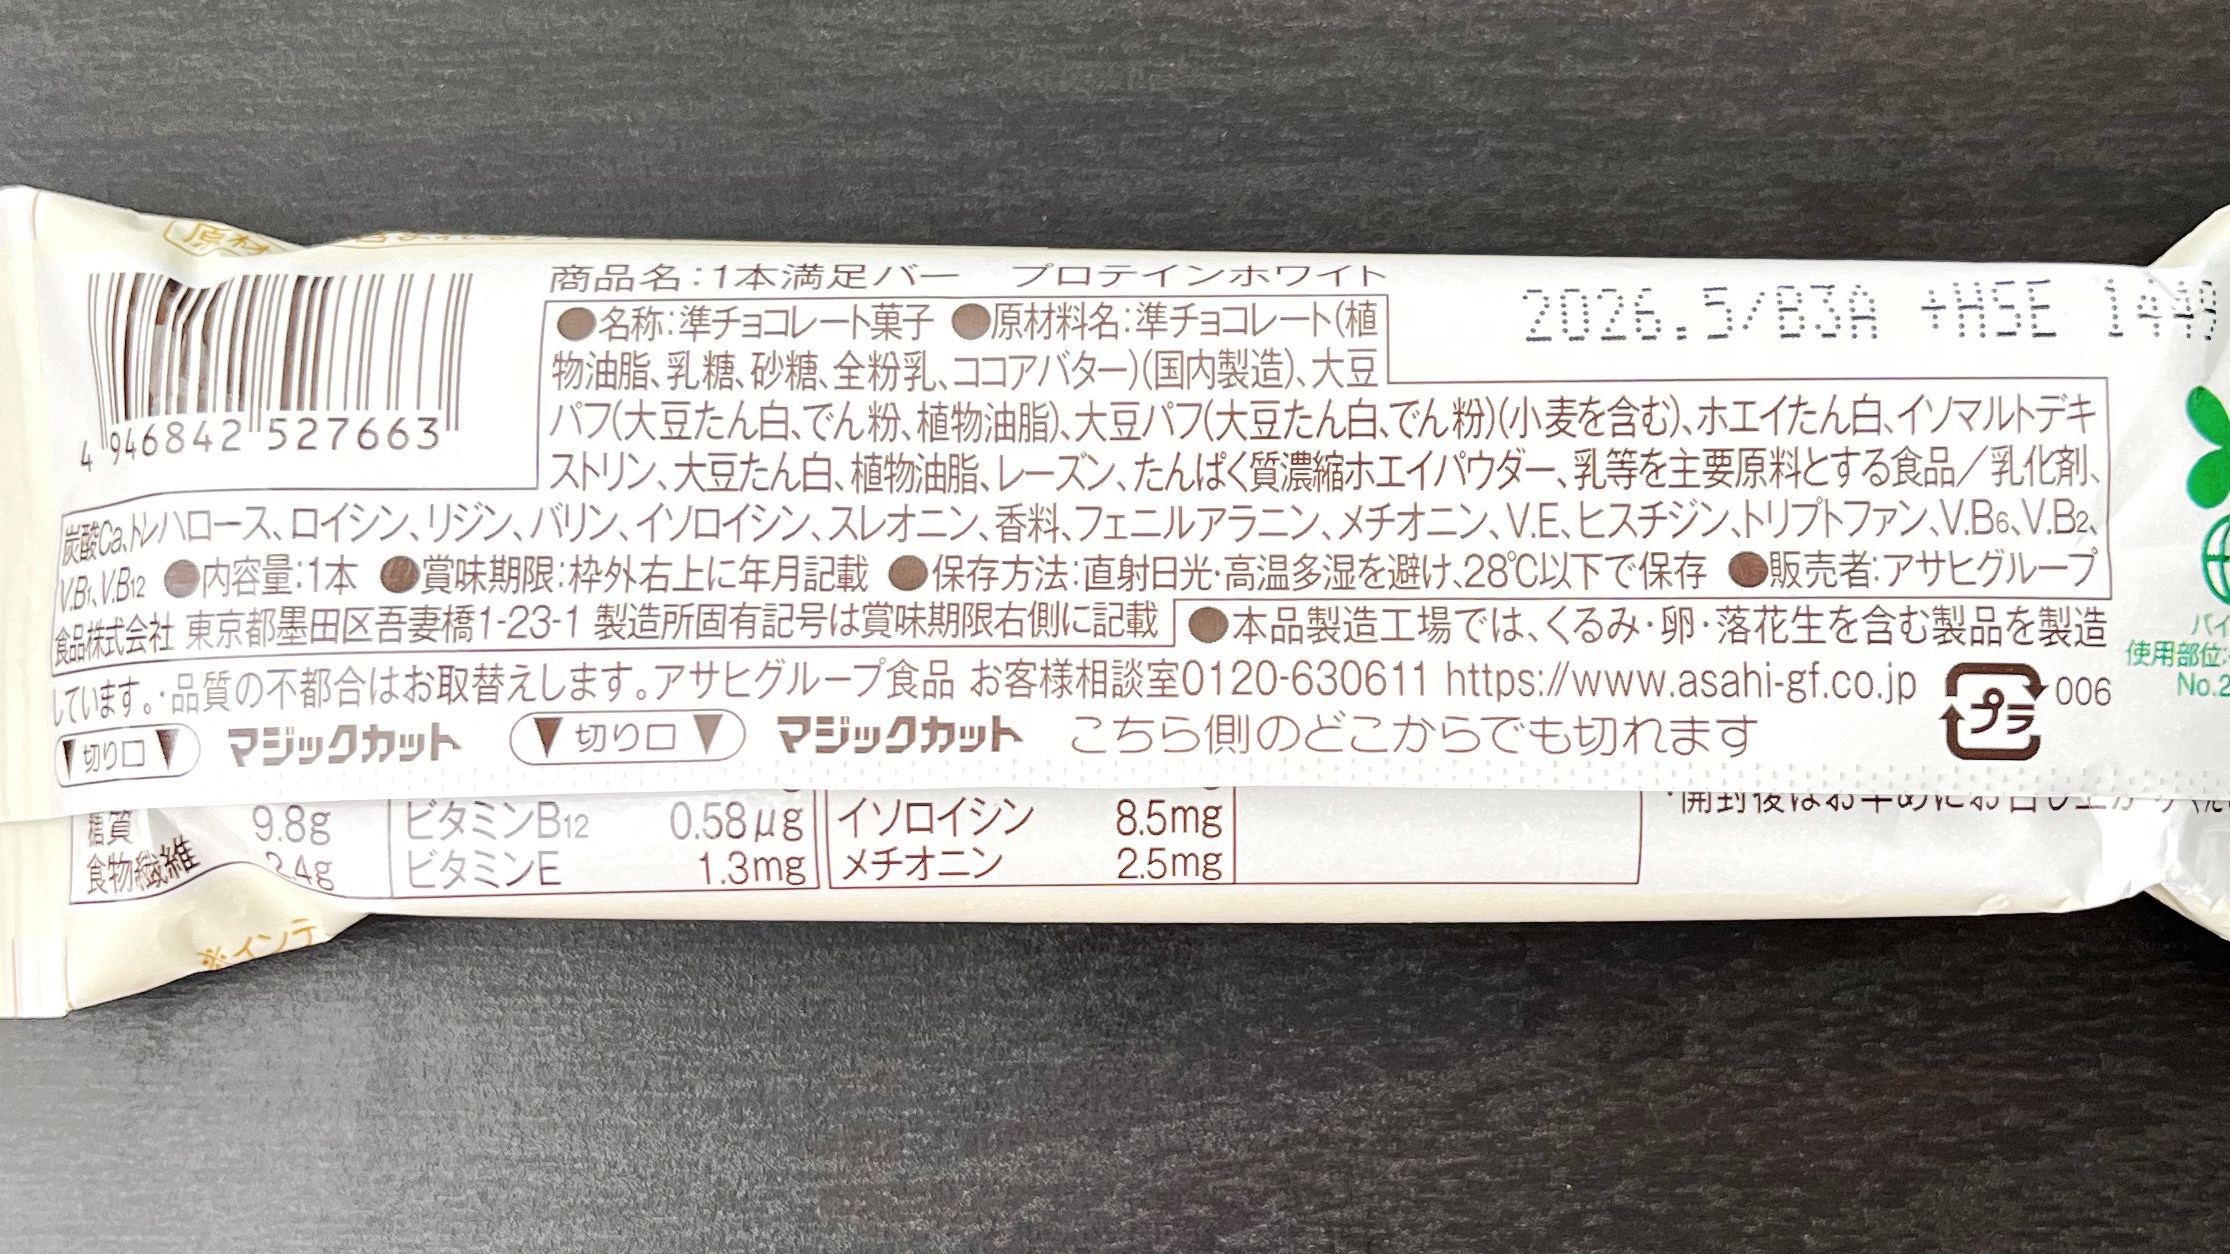 原材
商品名:1本満足バー プロテインホワイト
2026.5/B3A +HSE
4 946842 527663
●名称:準チョコレート菓子 ●原材料名:準チョコレート(植
物油脂、乳糖、砂糖、全粉乳、ココアバター)(国内製造)、大豆
パフ(大豆たん白、でん粉、植物油脂)、大豆パフ(大豆たん白、でん粉)(小麦を含む)、ホエイたん白、イソマルトデキ
ストリン、大豆たん白、植物油脂、レーズン、たんぱく質濃縮ホエイパウダー、乳等を主要原料とする食品/乳化剤、
炭酸Ca、トレハロース、ロイシン、リジン、バリン、イソロイシン、スレオニン、香料、フェニルアラニン、メチオニン、V.E、ヒスチジン、トリプトファン、V.B6、V.B2、
V.B1、V.B12 ●内容量:1本 ●賞味期限:枠外右上に年月記載 ●保存方法:直射日光・高温多湿を避け、28℃以下で保存 ●販売者:アサヒグループ
食品株式会社 東京都墨田区吾妻橋1-23-1 製造所固有記号は賞味期限右側に記載
●本品製造工場では、くるみ・卵・落花生を含む製品を製造
しています。・品質の不都合はお取替えします。アサヒグループ食品 お客様相談室0120-630611 https://www.asahi-gf.co.jp
プラ 006
バイ
使用部位:
No.2
▼切り口▼ マジックカット ▼切り口▼ マジックカット こちら側のどこからでも切れます
糖質 9.8g ビタミンB12 0.58μg イソロイシン 8.5mg
食物繊維 2.4g ビタミンE 1.3mg メチオニン 2.5mg
※インテ